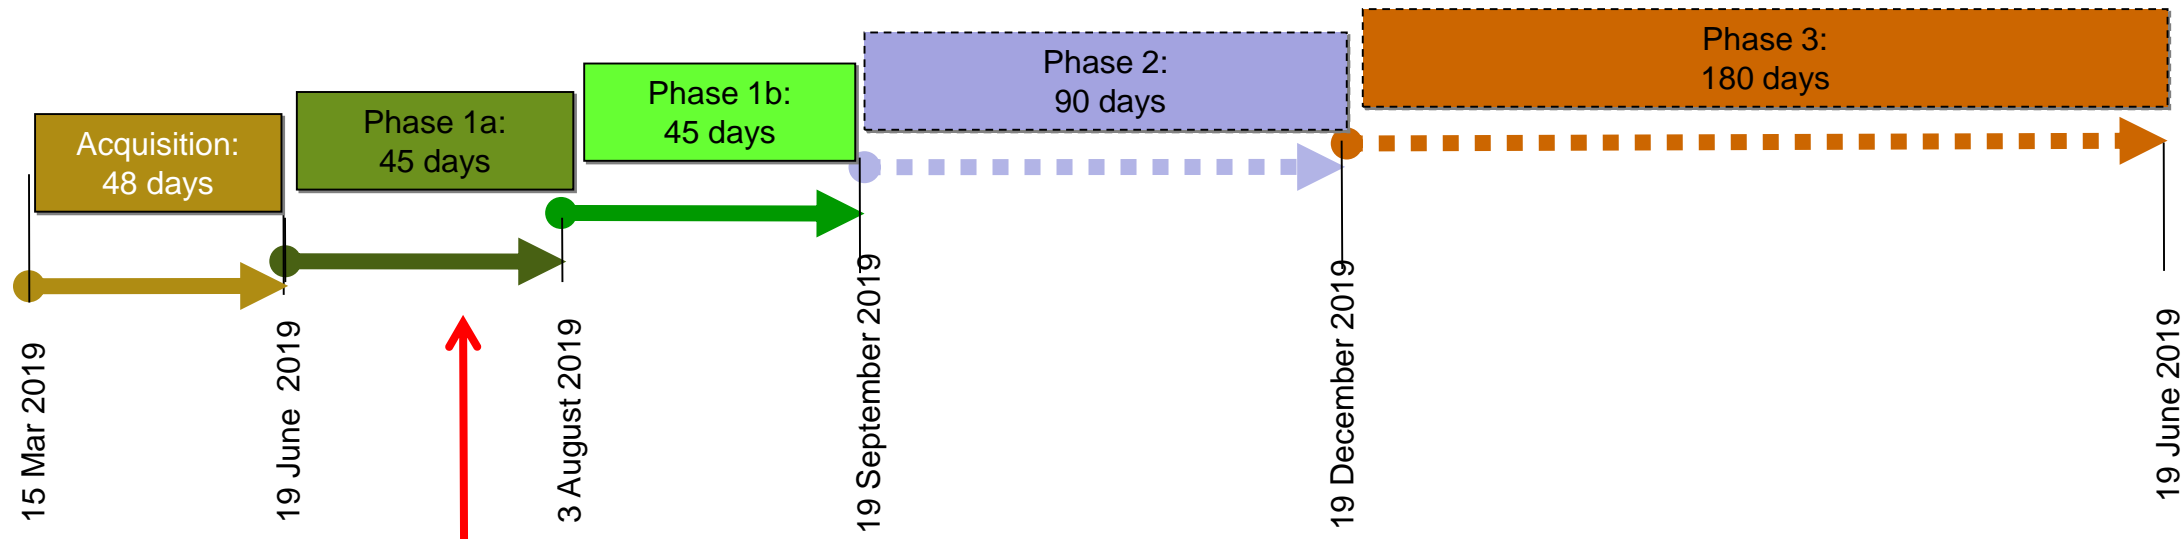 Acquisition:
48 days
Phase 1a:
45 days
Phase 1b:
45 days
Phase 2:
90 days
Phase 3:
180 days
15 Mar 2019
19 June  2019
3 August 2019
19 September 2019
19 December 2019
19 June 2019